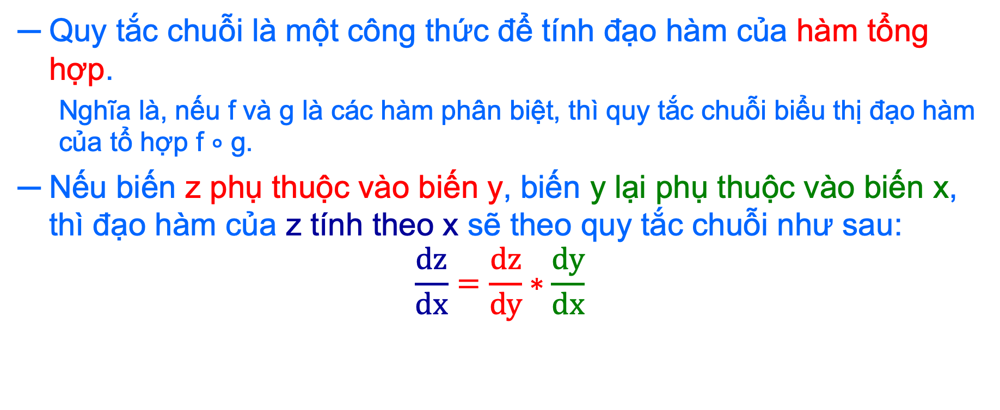 — Quy tắc chuỗi là một công thức để tính đạo hàm của hàm tổng
hợp.
Nghĩa là, nếu f và g là các hàm phân biệt, thì quy tắc chuỗi biểu thị đạo hàm
của tổ hợp f ∘ g.
— Nếu biến z phụ thuộc vào biến y, biến y lại phụ thuộc vào biến x,
thì đạo hàm của z tính theo x sẽ theo quy tắc chuỗi như sau:
dz/dx = dz/dy * dy/dx